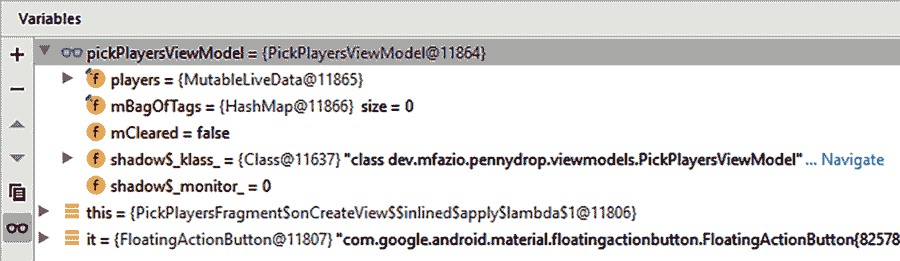 Variables
pickPlayersViewModel = {PickPlayersViewModel@11864}
f players = {MutableLiveData@11865}
f mBagOfTags = {HashMap@11866} size = 0
f mCleared = false
f shadow$_klass_ = {Class@11637} "class dev.mfazio.pennydrop.viewmodels.PickPlayersViewModel" ... Navigate
f shadow$_monitor_ = 0
this = {PickPlayersFragment$onCreateView$$inlined$apply$lambda$1@11806}
it = {FloatingActionButton@11807} "com.google.android.material.floatingactionbutton.FloatingActionButton{82578